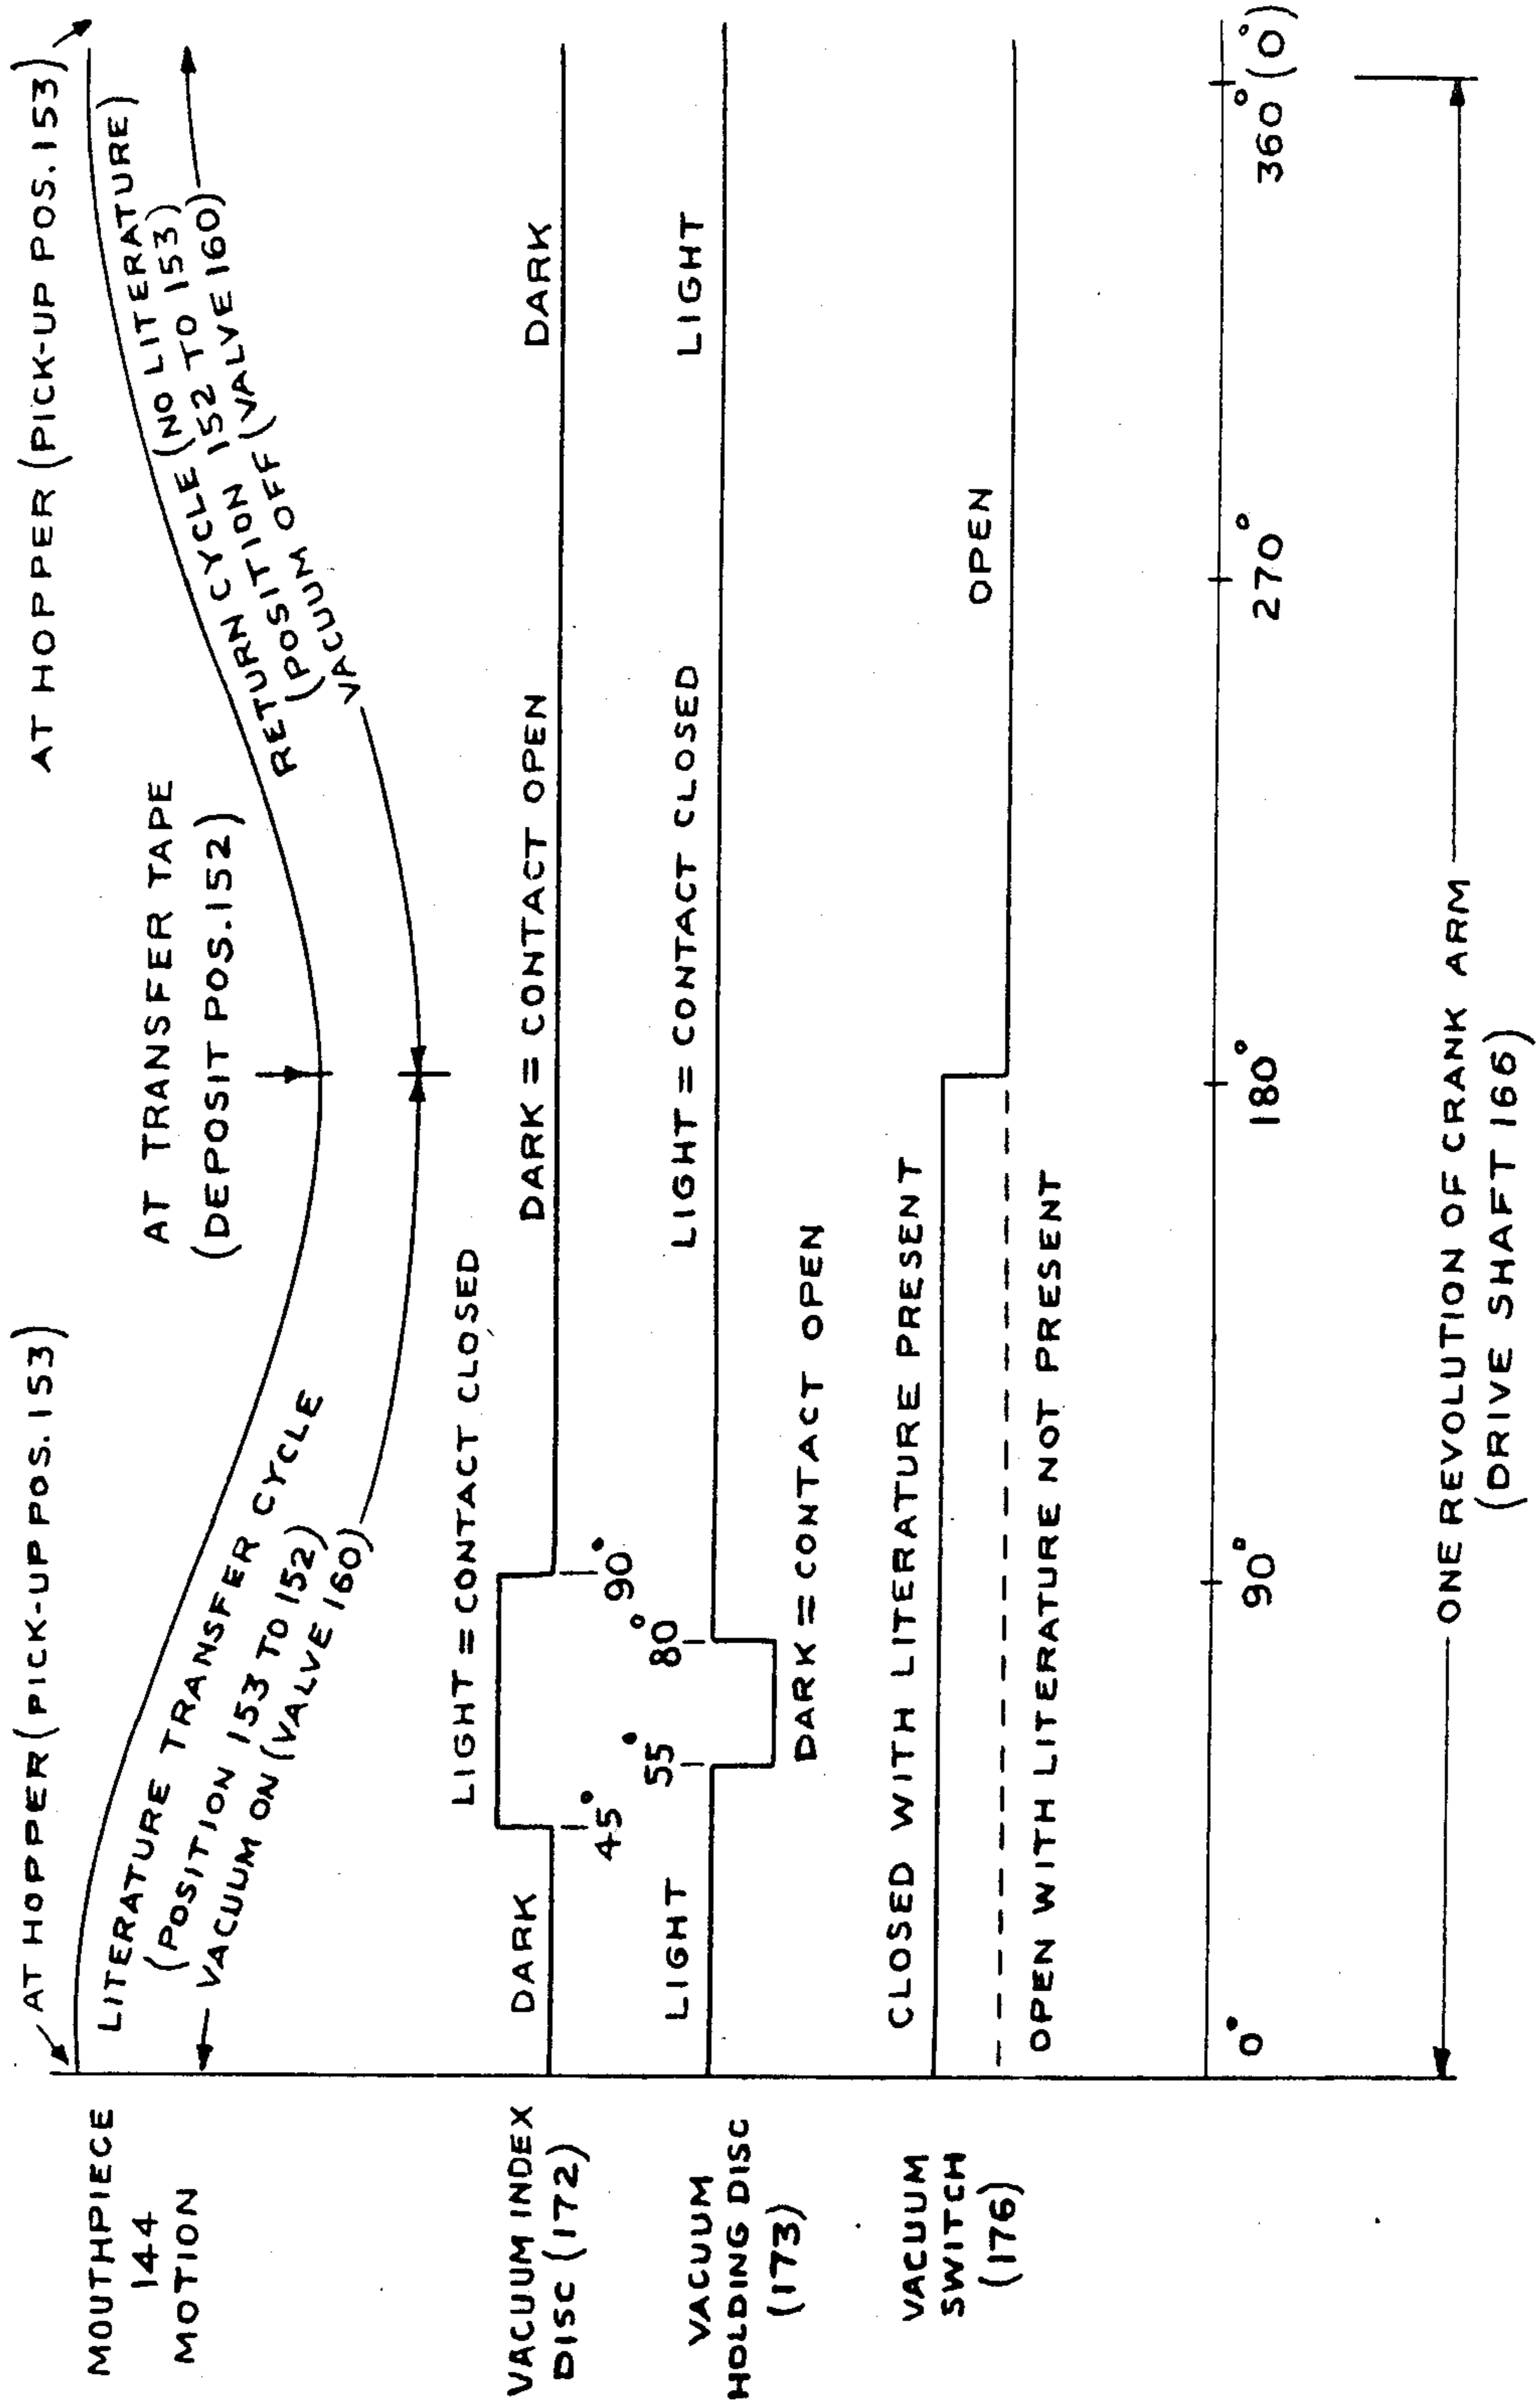 AT HOPPER (PICK-UP POS.153)
AT HOPPER (PICK-UP POS.153)
AT TRANSFER TAPE
(DEPOSIT POS.152)
MOUTHPIECE
144
MOTION
LITERATURE TRANSFER CYCLE
(POSITION 153 TO 152)
VACUUM ON (VALVE 160)
RETURN CYCLE (NO LITERATURE)
(POSITION 152 TO 153)
VACUUM OFF (VALVE 160)
VACUUM INDEX
DISC (172)
DARK
LIGHT = CONTACT CLOSED
DARK = CONTACT OPEN
DARK
45°
90°
VACUUM
HOLDING DISC
(173)
LIGHT
55°
80°
LIGHT = CONTACT CLOSED
LIGHT
DARK = CONTACT OPEN
VACUUM
SWITCH
(176)
CLOSED WITH LITERATURE PRESENT
OPEN
OPEN WITH LITERATURE NOT PRESENT
0°
90°
180°
270°
360° (0°)
ONE REVOLUTION OF CRANK ARM
(DRIVE SHAFT 166)